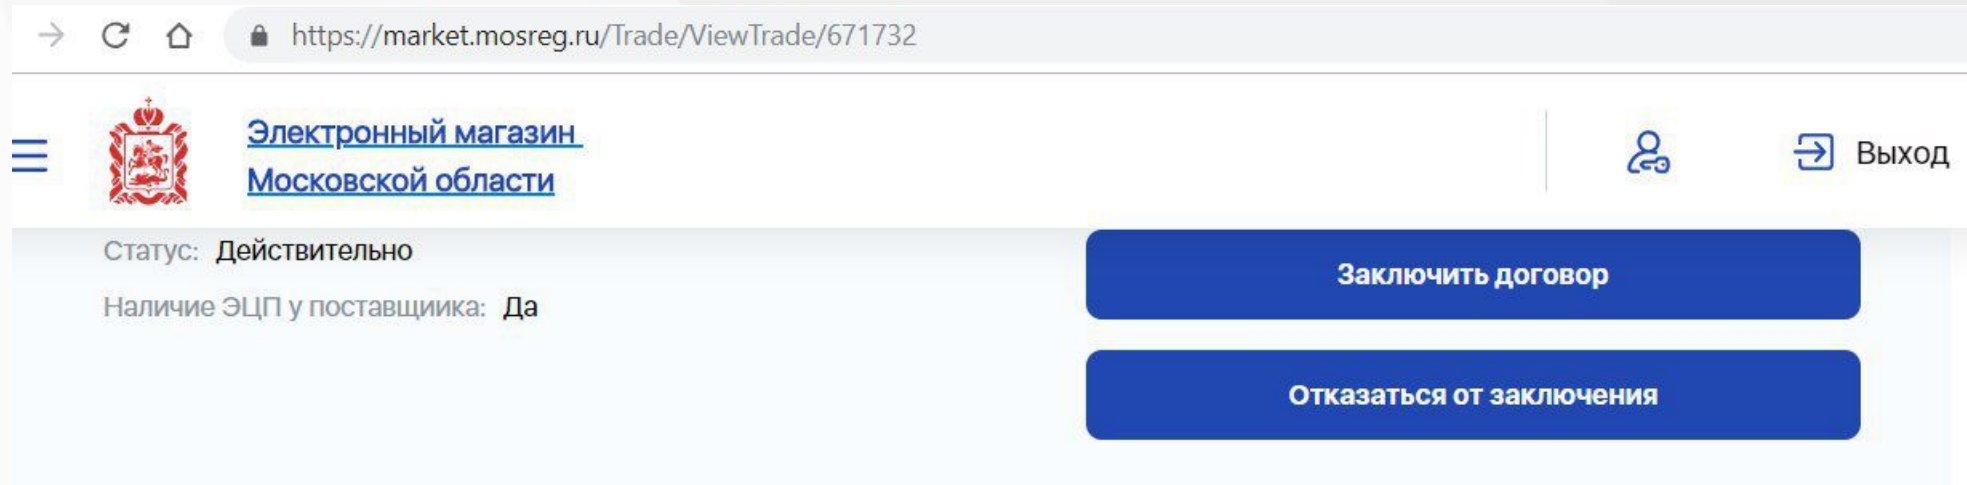 https://market.mosreg.ru/Trade/ViewTrade/671732
Электронный магазин
Московской области
Выход
Статус: Действительно
Наличие ЭЦП у поставщиика: Да
Заключить договор
Отказаться от заключения